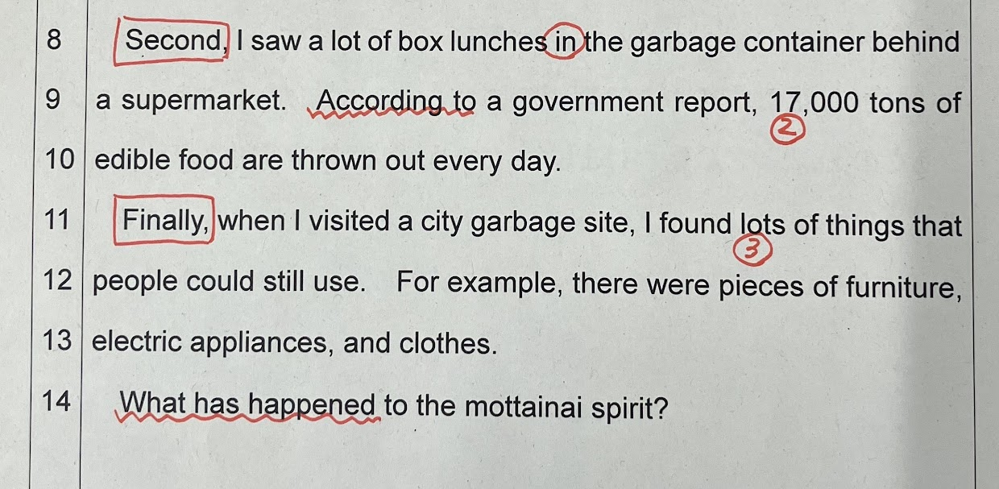 8 Second, I saw a lot of box lunches in the garbage container behind
9 a supermarket. According to a government report, 17,000 tons of
②
10 edible food are thrown out every day.
11 Finally, when I visited a city garbage site, I found lots of things that
③
12 people could still use. For example, there were pieces of furniture,
13 electric appliances, and clothes.
14 What has happened to the mottainai spirit?